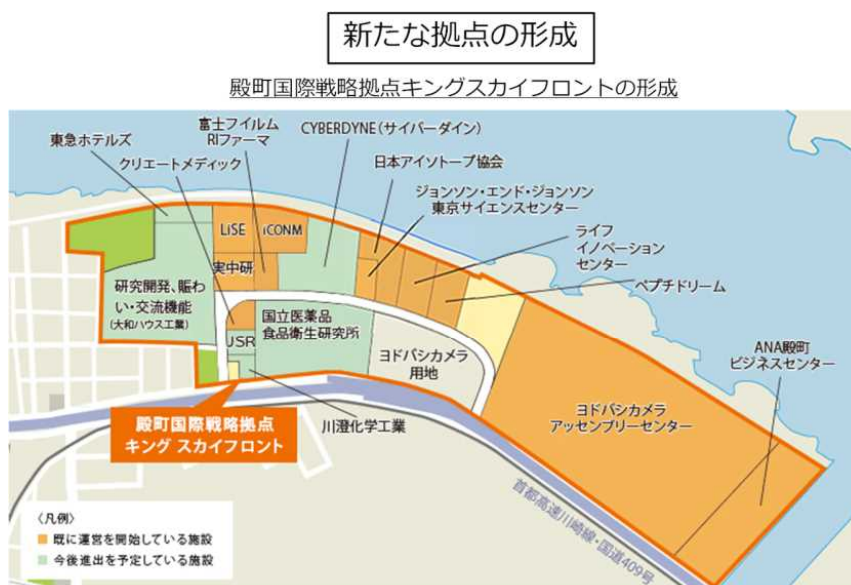 新たな拠点の形成
殿町国際戦略拠点キングスカイフロントの形成
東急ホテルズ
クリエートメディック
富士フイルム
RIファーマ
CYBERDYNE（サイバーダイン）
日本アイソトープ協会
ジョンソン・エンド・ジョンソン
東京サイエンスセンター
ライフ
イノベーション
センター
ペプチドリーム
LiSE
iCONM
実中研
研究開発、賑わ
い・交流機能
（大和ハウス工業）
国立医薬品
食品衛生研究所
JSR
ヨドバシカメラ
用地
ANA殿町
ビジネスセンター
ヨドバシカメラ
アッセンブリーセンター
川澄化学工業
殿町国際戦略拠点
キング スカイフロント
首都高速川崎線・国道409号
〈凡例〉
既に運営を開始している施設
今後進出を予定している施設